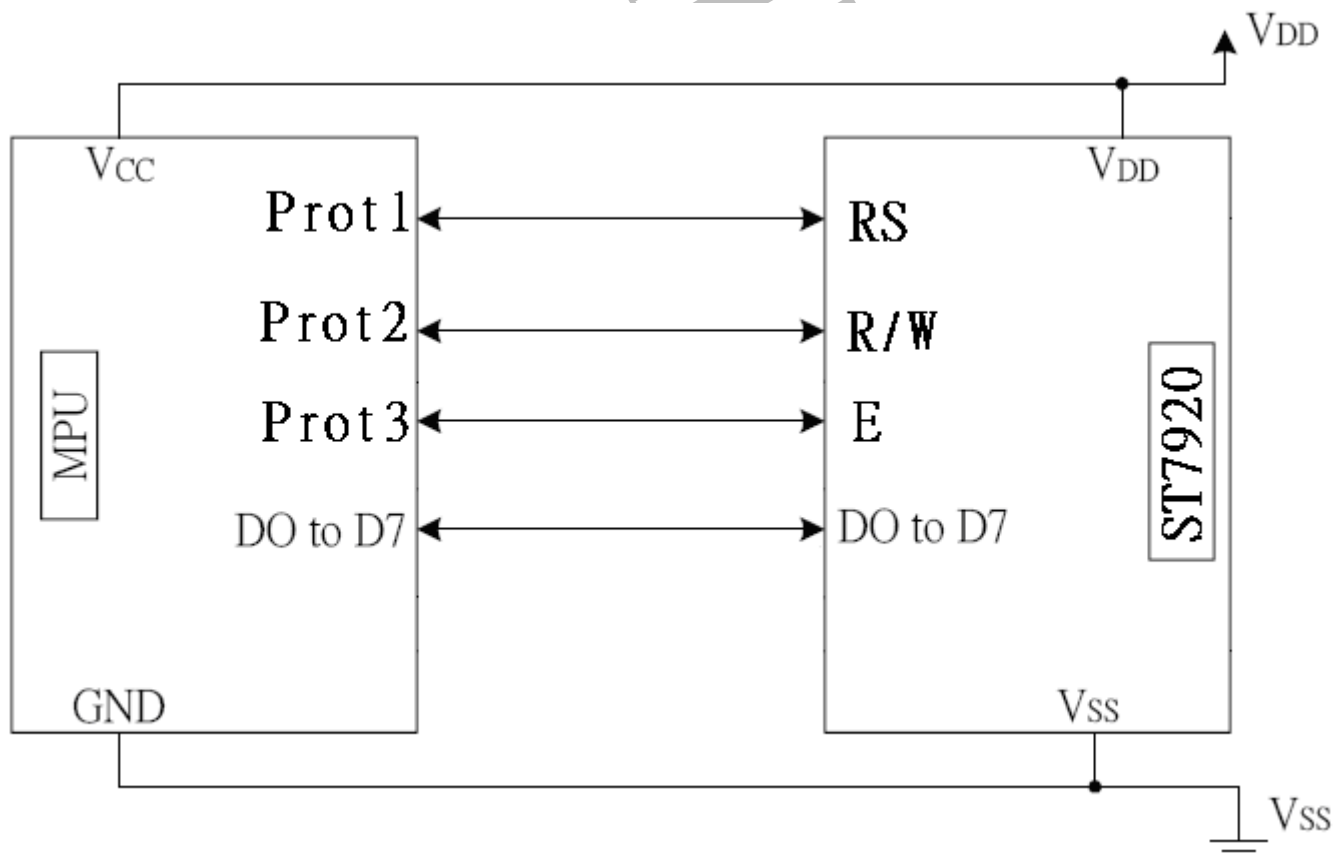 VDD
VCC
VDD
Prot1
RS
Prot2
R/W
Prot3
E
MPU
ST7920
DO to D7
DO to D7
GND
VSS
VSS